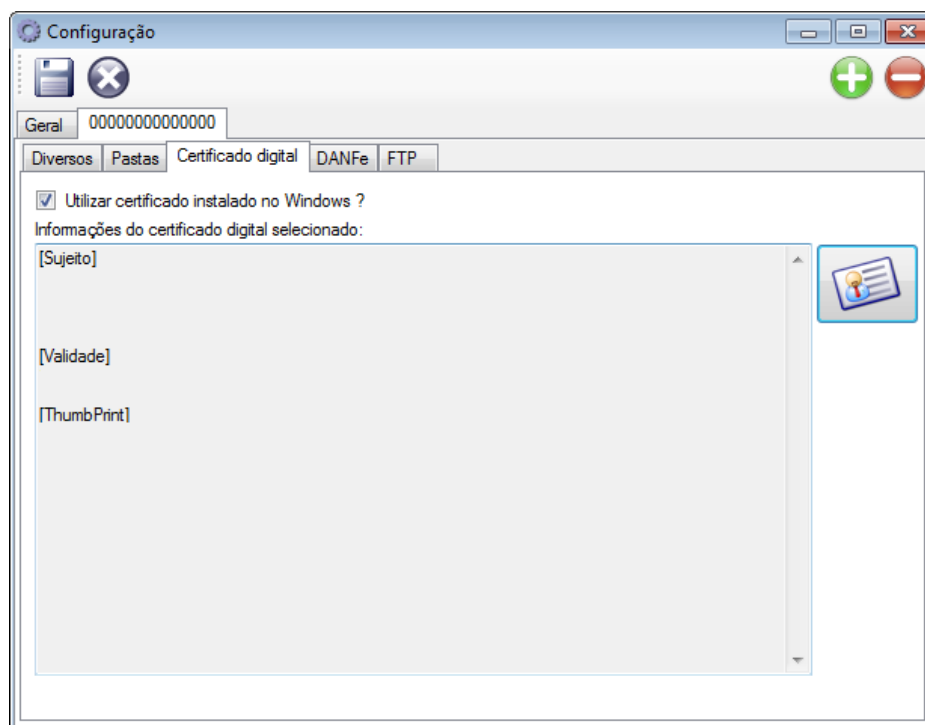 Configuração
Geral 00000000000000
Diversos Pastas Certificado digital DANFe FTP
Utilizar certificado instalado no Windows ?
Informações do certificado digital selecionado:
[Sujeito]
[Validade]
[ThumbPrint]